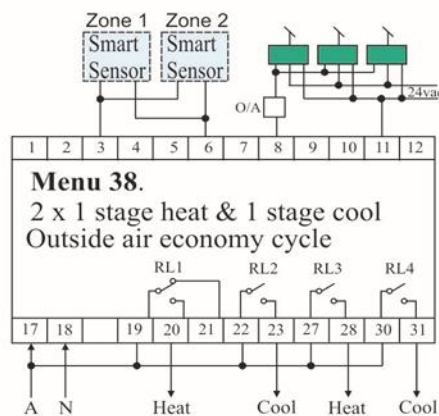 Zone 1 Zone 2
Smart Sensor Smart Sensor
O/A
24vac
1 2 3 4 5 6 7 8 9 10 11 12
Menu 38.
2 x 1 stage heat & 1 stage cool
Outside air economy cycle
RL1 RL2 RL3 RL4
17 18 19 20 21 22 23 27 28 30 31
A N Heat Cool Heat Cool